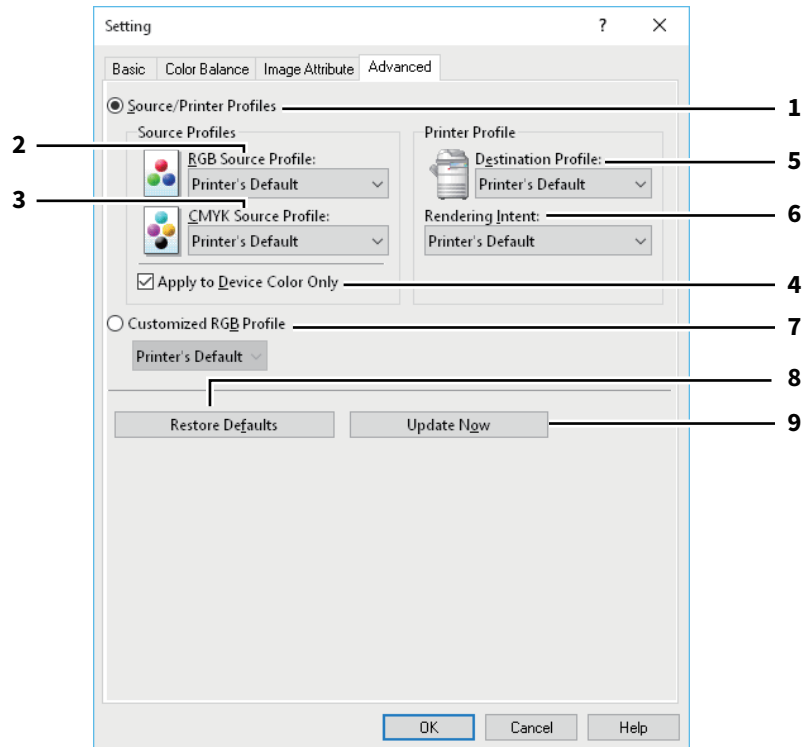 Setting ? ×
Basic Color Balance Image Attribute Advanced
Source/Printer Profiles 1
Source Profiles Printer Profile
2 RGB Source Profile: Destination Profile: 5
Printer's Default Printer's Default
3 CMYK Source Profile: Rendering Intent: 6
Printer's Default Printer's Default
Apply to Device Color Only 4
Customized RGB Profile 7
Printer's Default
8
Restore Defaults Update Now 9
OK Cancel Help